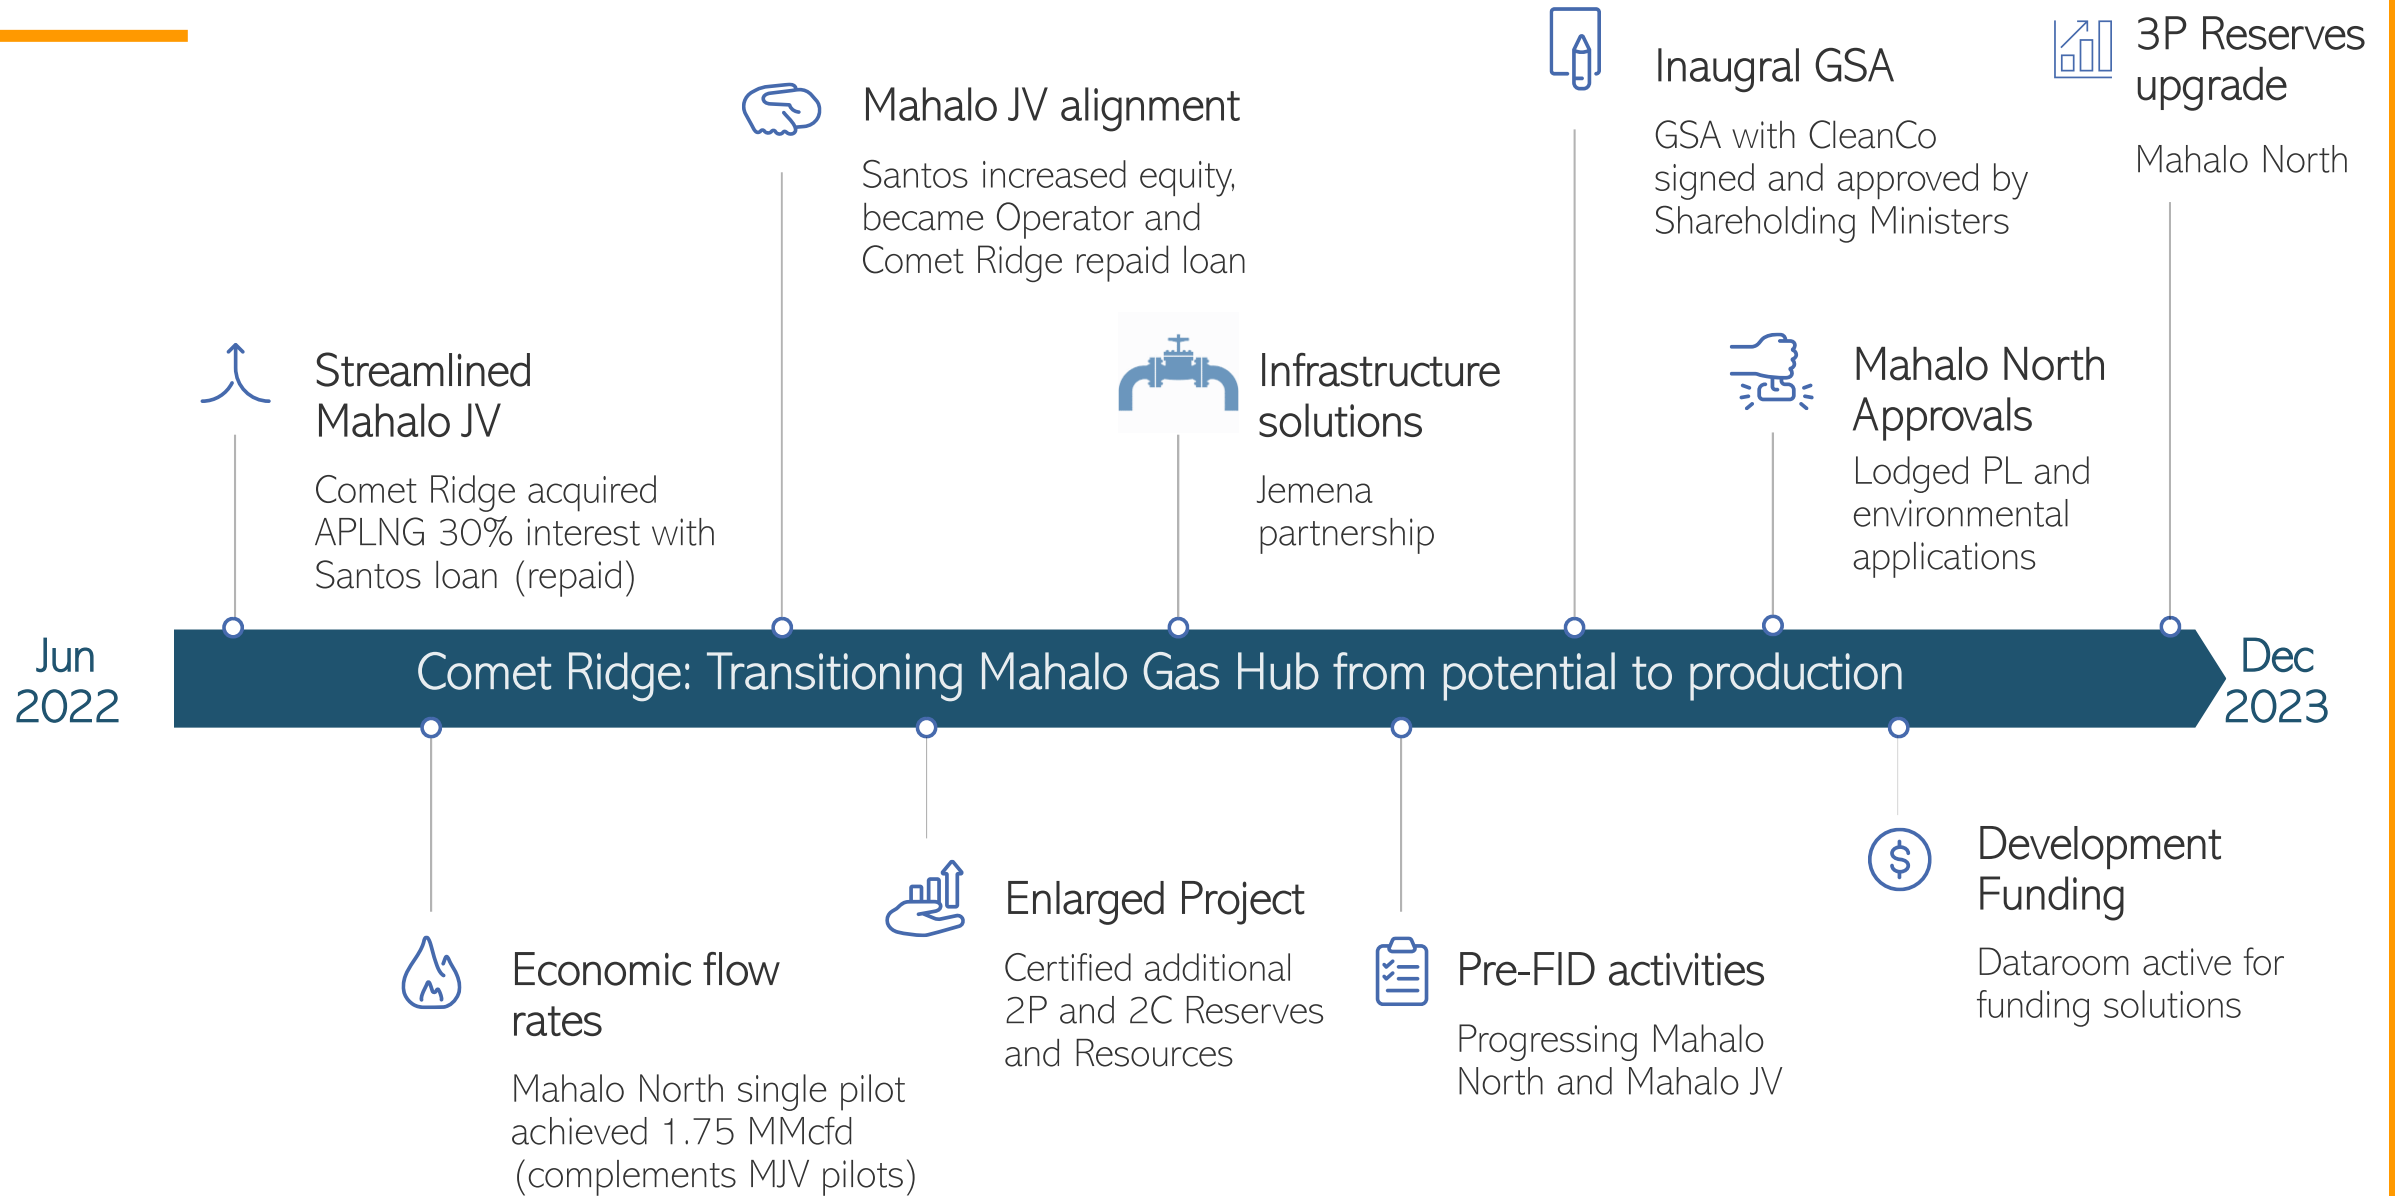 Jun
2022
Streamlined
Mahalo JV
Comet Ridge acquired
APLNG 30% interest with
Santos loan (repaid)
Economic flow
rates
Mahalo North single pilot
achieved 1.75 MMcfd
(complements MJV pilots)
Mahalo JV alignment
Santos increased equity,
became Operator and
Comet Ridge repaid loan
Enlarged Project
Certified additional
2P and 2C Reserves
and Resources
Infrastructure
solutions
Jemena
partnership
Pre-FID activities
Progressing Mahalo
North and Mahalo JV
Inaugral GSA
GSA with CleanCo
signed and approved by
Shareholding Ministers
Mahalo North
Approvals
Lodged PL and
environmental
applications
Development
Funding
Dataroom active for
funding solutions
3P Reserves
upgrade
Mahalo North
Comet Ridge: Transitioning Mahalo Gas Hub from potential to production
Dec
2023
$